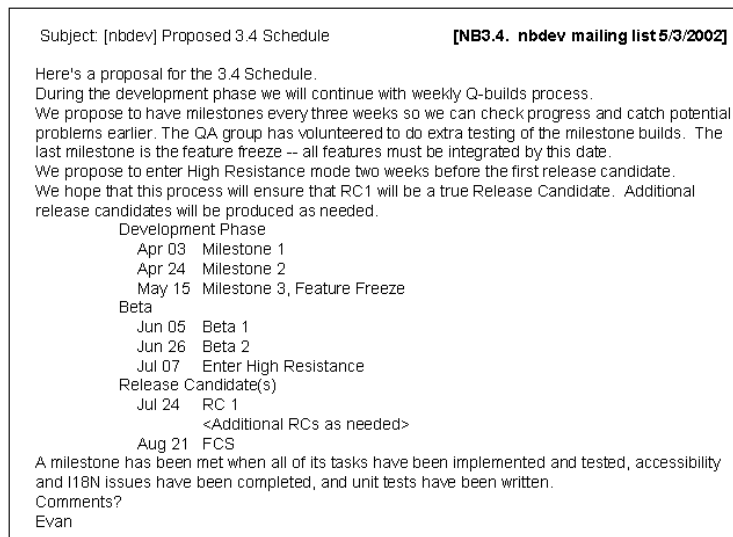 Subject: [nbdev] Proposed 3.4 Schedule [NB3.4. nbdev mailing list 5/3/2002]
Here's a proposal for the 3.4 Schedule.
During the development phase we will continue with weekly Q-builds process.
We propose to have milestones every three weeks so we can check progress and catch potential
problems earlier. The QA group has volunteered to do extra testing of the milestone builds. The
last milestone is the feature freeze -- all features must be integrated by this date.
We propose to enter High Resistance mode two weeks before the first release candidate.
We hope that this process will ensure that RC1 will be a true Release Candidate. Additional
release candidates will be produced as needed.
Development Phase
Apr 03 Milestone 1
Apr 24 Milestone 2
May 15 Milestone 3, Feature Freeze
Beta
Jun 05 Beta 1
Jun 26 Beta 2
Jul 07 Enter High Resistance
Release Candidate(s)
Jul 24 RC 1
<Additional RCs as needed>
Aug 21 FCS
A milestone has been met when all of its tasks have been implemented and tested, accessibility
and I18N issues have been completed, and unit tests have been written.
Comments?
Evan